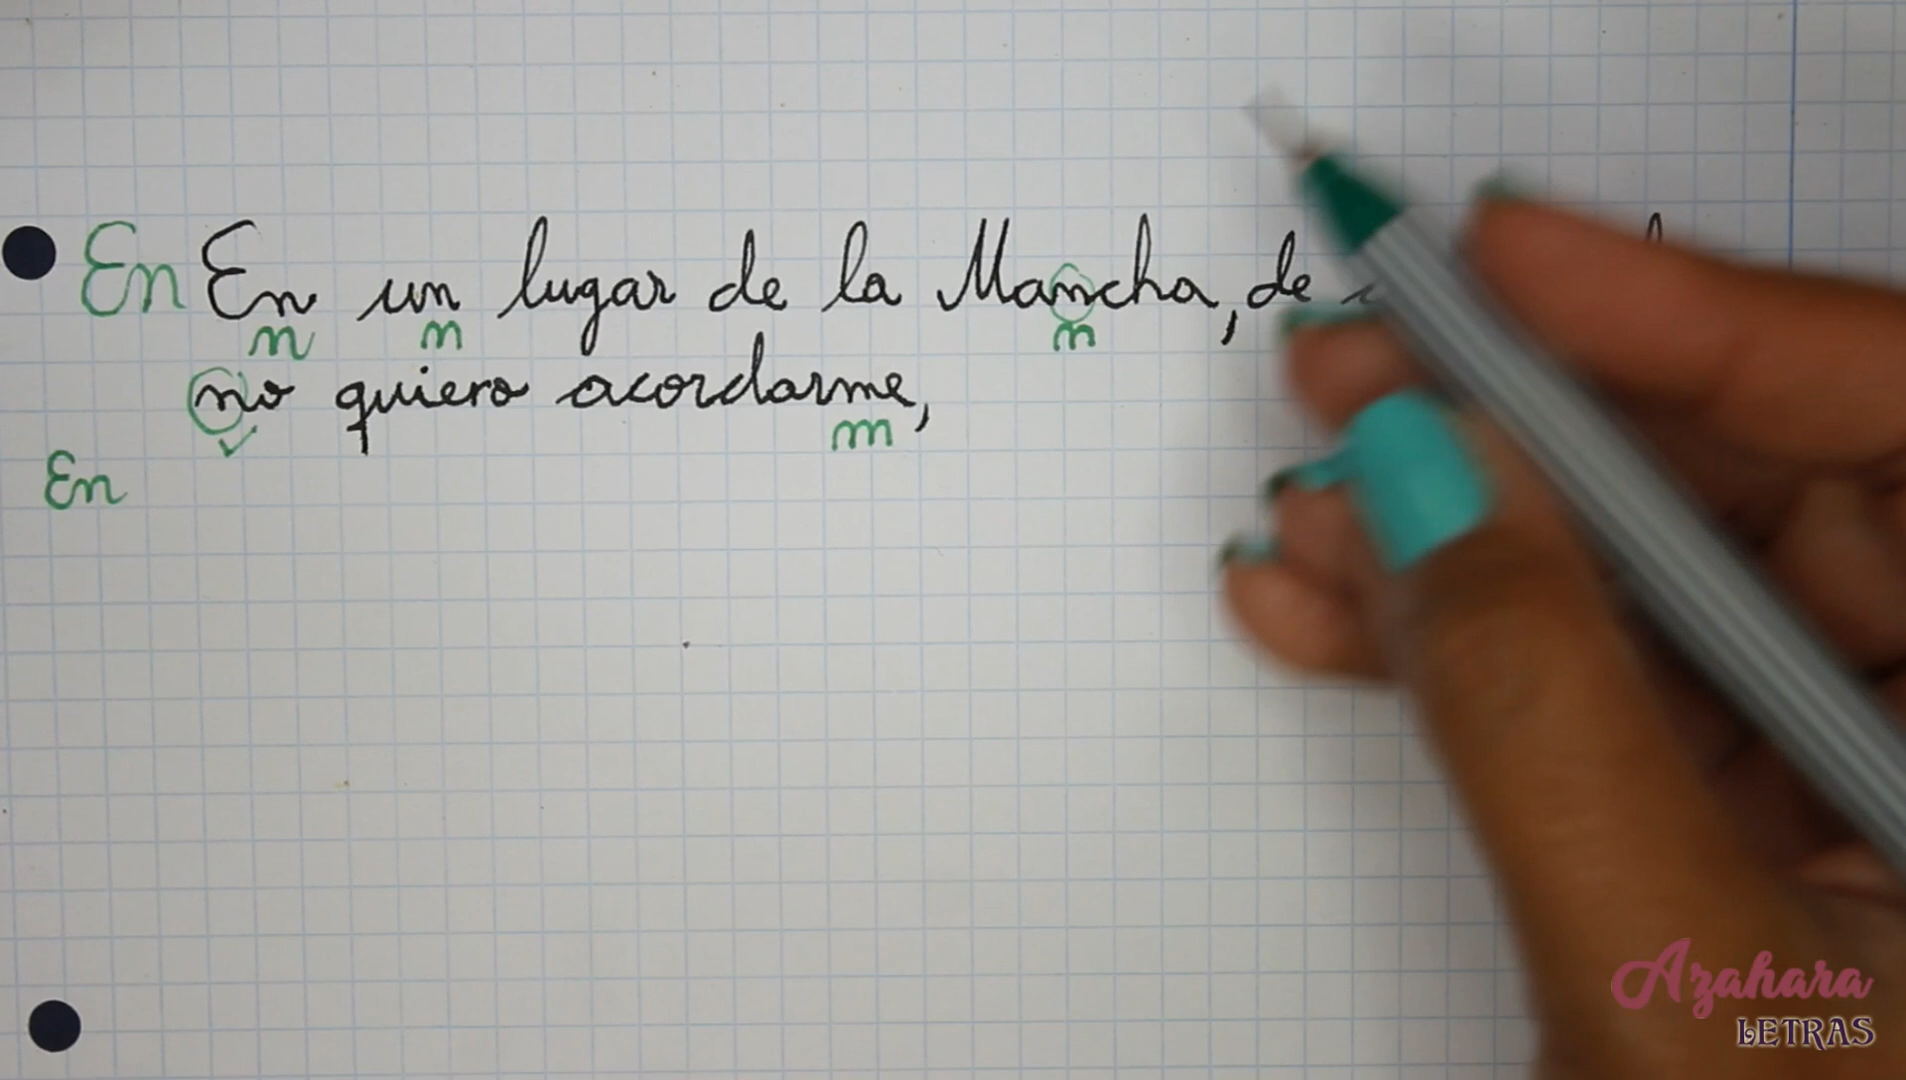 En En un lugar de la Mancha, de
n n n
no quiero acordarme,
m
En
Azahara
LETRAS